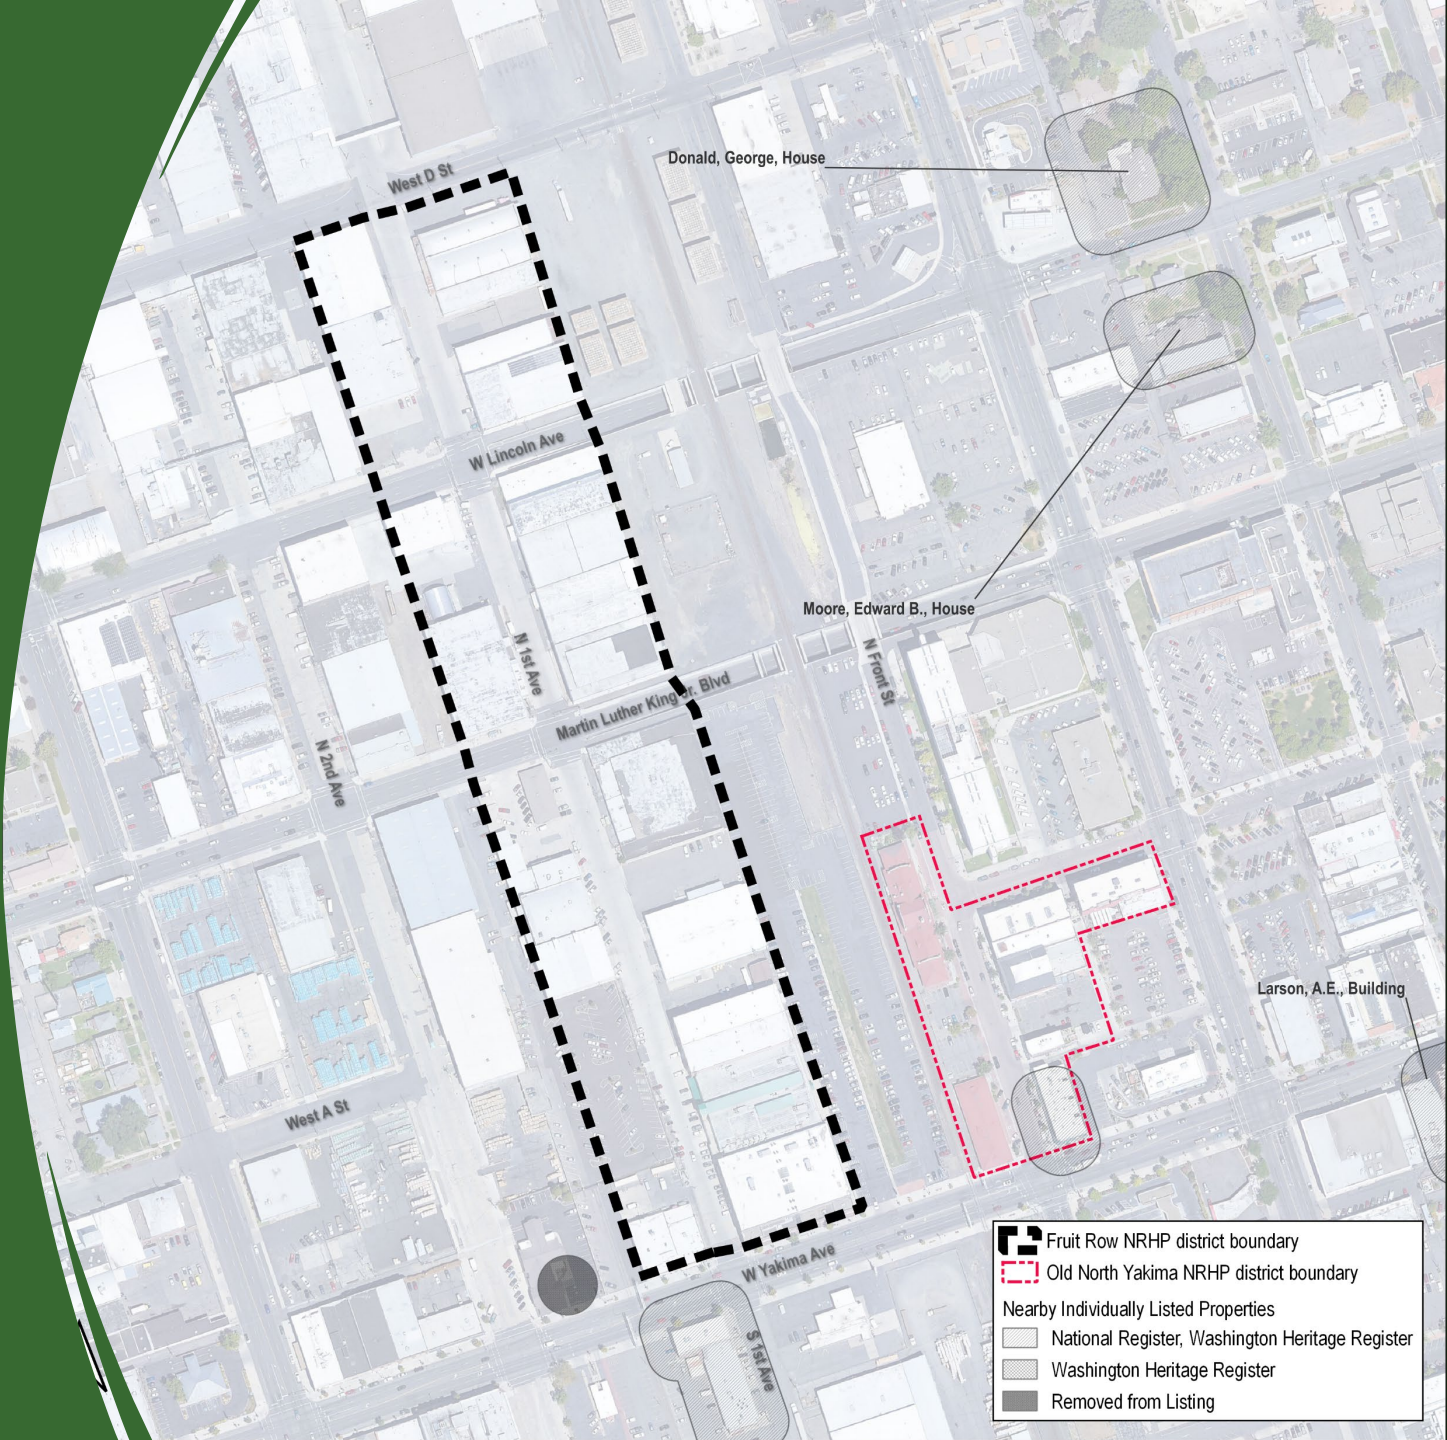 Donald, George, House
West D St
W Lincoln Ave
Moore, Edward B., House
N 1st Ave
N Front St
Martin Luther King Jr. Blvd
N 2nd Ave
Larson, A.E., Building
West A St
W Yakima Ave
S 1st Ave
Fruit Row NRHP district boundary
Old North Yakima NRHP district boundary
Nearby Individually Listed Properties
National Register, Washington Heritage Register
Washington Heritage Register
Removed from Listing